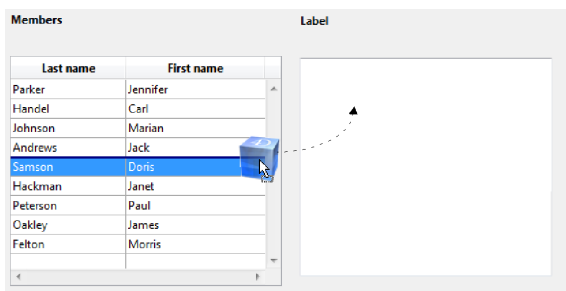 Members Label
Last name First name
Parker Jennifer
Handel Carl
Johnson Marian
Andrews Jack
Samson Doris
Hackman Janet
Peterson Paul
Oakley James
Felton Morris